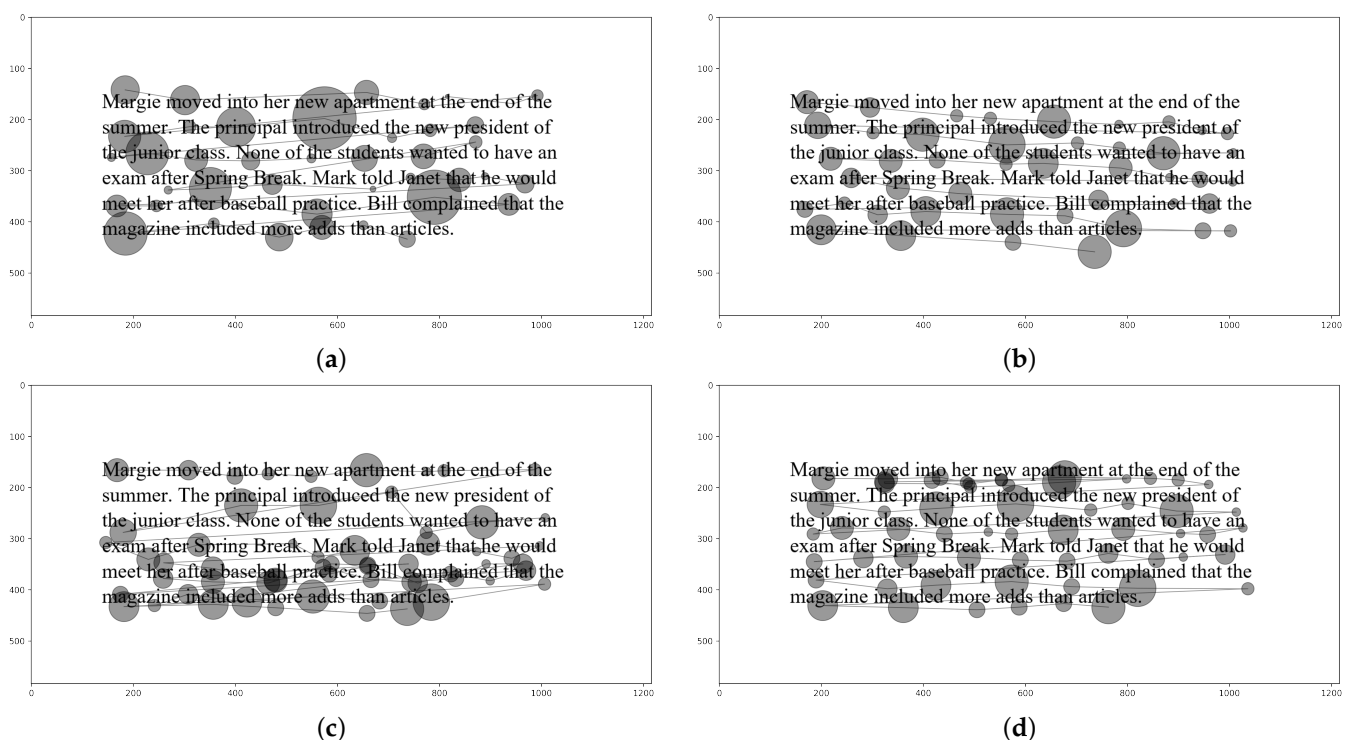 0
100
200
300
400
500
0
200
400
600
800
1000
1200
Margie moved into her new apartment at the end of the
summer. The principal introduced the new president of
the junior class. None of the students wanted to have an
exam after Spring Break. Mark told Janet that he would
meet her after baseball practice. Bill complained that the
magazine included more adds than articles.
(a)
0
100
200
300
400
500
0
200
400
600
800
1000
1200
Margie moved into her new apartment at the end of the
summer. The principal introduced the new president of
the junior class. None of the students wanted to have an
exam after Spring Break. Mark told Janet that he would
meet her after baseball practice. Bill complained that the
magazine included more adds than articles.
(b)
0
100
200
300
400
500
0
200
400
600
800
1000
1200
Margie moved into her new apartment at the end of the
summer. The principal introduced the new president of
the junior class. None of the students wanted to have an
exam after Spring Break. Mark told Janet that he would
meet her after baseball practice. Bill complained that the
magazine included more adds than articles.
(c)
0
100
200
300
400
500
0
200
400
600
800
1000
1200
Margie moved into her new apartment at the end of the
summer. The principal introduced the new president of
the junior class. None of the students wanted to have an
exam after Spring Break. Mark told Janet that he would
meet her after baseball practice. Bill complained that the
magazine included more adds than articles.
(d)